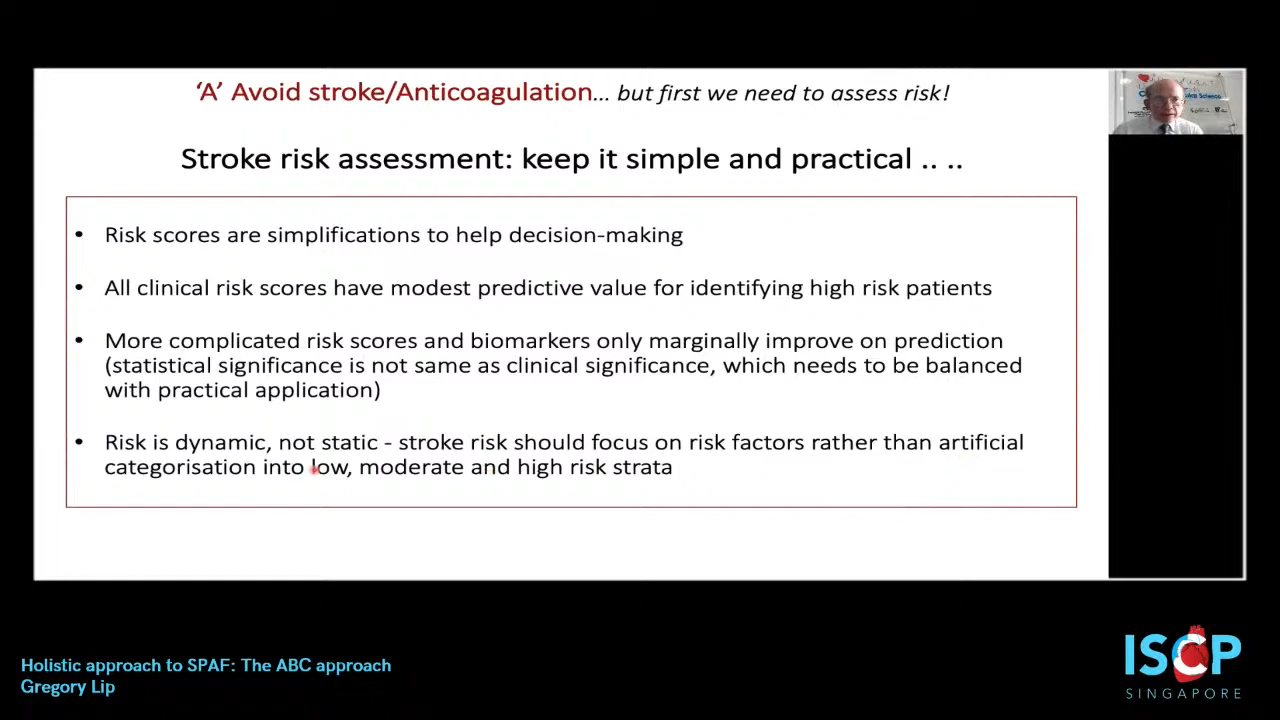 ‘A’ Avoid stroke/Anticoagulation... but first we need to assess risk!
Stroke risk assessment: keep it simple and practical .. ..
• Risk scores are simplifications to help decision-making
• All clinical risk scores have modest predictive value for identifying high risk patients
• More complicated risk scores and biomarkers only marginally improve on prediction
(statistical significance is not same as clinical significance, which needs to be balanced
with practical application)
• Risk is dynamic, not static - stroke risk should focus on risk factors rather than artificial
categorisation into low, moderate and high risk strata
Holistic approach to SPAF: The ABC approach
Gregory Lip
ISCP
SINGAPORE